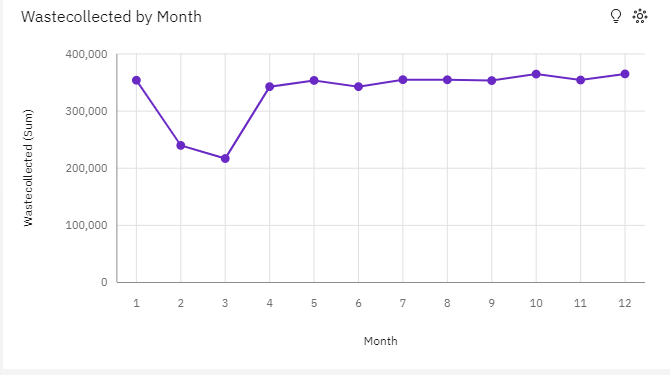 Wastecollected by Month
400,000
300,000
200,000
100,000
0
Wastecollected (Sum)
1 2 3 4 5 6 7 8 9 10 11 12
Month